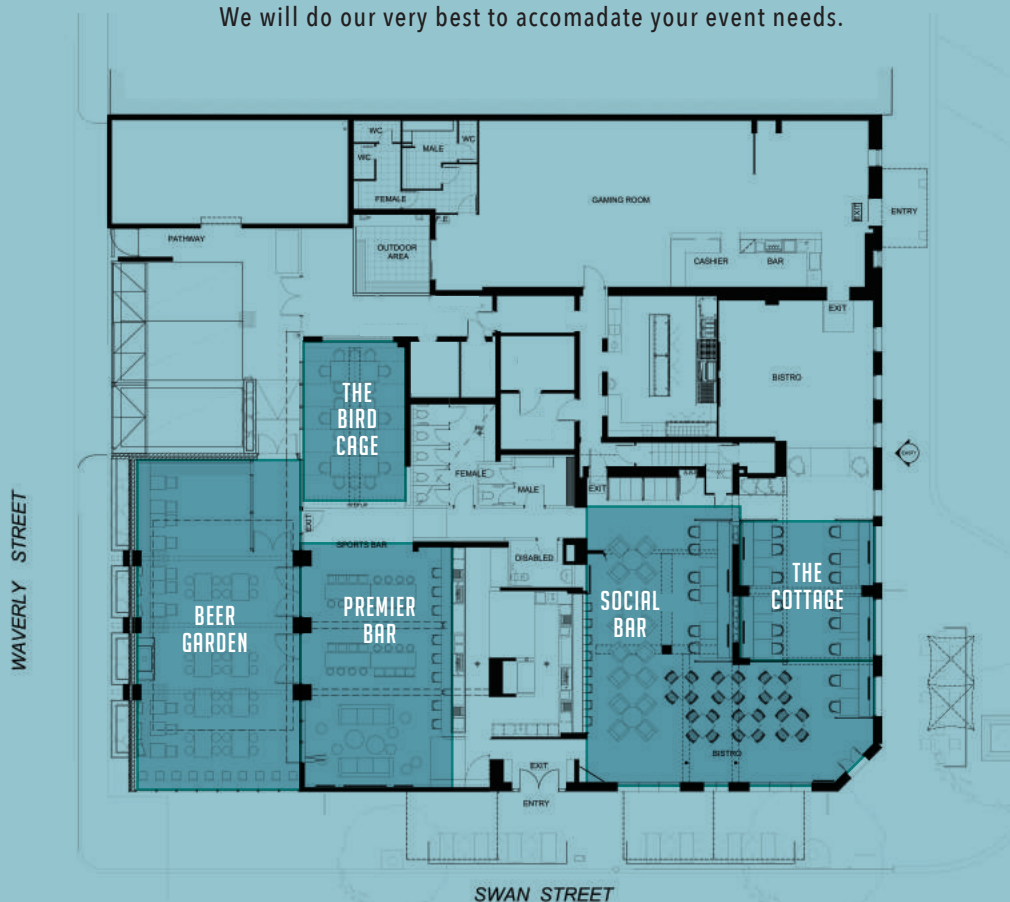 We will do our very best to accomadate your event needs.
WC
MALE
WC
WC
FEMALE
F.E.
GAMING ROOM
EXIT
ENTRY
PATHWAY
OUTDOOR
AREA
CASHIER
BAR
EXIT
BISTRO
THE
BIRD
CAGE
FEMALE
MALE
EXIT
ENTRY
EXIT
SPORTS BAR
DISABLED
BEER
GARDEN
PREMIER
BAR
SOCIAL
BAR
THE
COTTAGE
BISTRO
EXIT
ENTRY
WAVERLY STREET
SWAN STREET